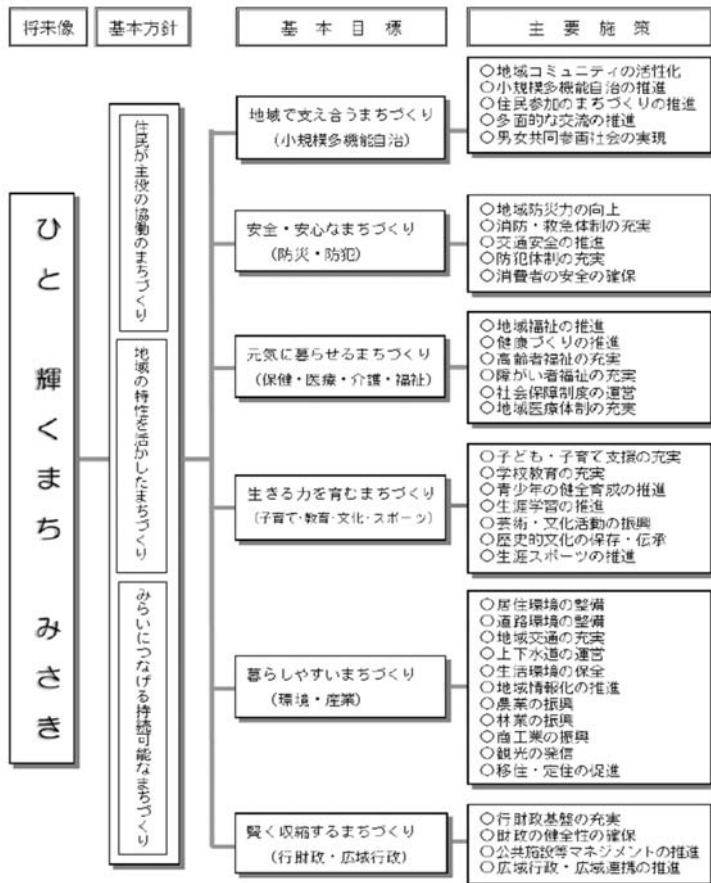 将来像
基本方針
基本目標
主要施策
ひと 輝くまち みさき
住民が主役の協働のまちづくり
地域の特性を活かしたまちづくり
みらいにつなげる持続可能なまちづくり
地域で支え合うまちづくり
(小規模多機能自治)
○地域コミュニティの活性化
○小規模多機能自治の推進
○住民参加のまちづくりの推進
○多面的な交流の推進
○男女共同参画社会の実現
安全・安心なまちづくり
(防災・防犯)
○地域防災力の向上
○消防・救急体制の充実
○交通安全の推進
○防犯体制の充実
○消費者の安全の確保
元気に暮らせるまちづくり
(保健・医療・介護・福祉)
○地域福祉の推進
○健康づくりの推進
○高齢者福祉の充実
○障がい者福祉の充実
○社会保障制度の運営
○地域医療体制の充実
生きる力を育むまちづくり
(子育て・教育・文化・スポーツ)
○子ども・子育て支援の充実
○学校教育の充実
○青少年の健全育成の推進
○生涯学習の推進
○芸術・文化活動の振興
○歴史的文化の保存・伝承
○生涯スポーツの推進
暮らしやすいまちづくり
(環境・産業)
○居住環境の整備
○道路環境の整備
○地域交通の充実
○上下水道の運営
○生活環境の保全
○地域情報化の推進
○農業の振興
○林業の振興
○商工業の振興
○観光の発信
○移住・定住の促進
賢く収縮するまちづくり
(行財政・広域行政)
○行財政基盤の充実
○財政の健全性の確保
○公共施設等マネジメントの推進
○広域行政・広域連携の推進